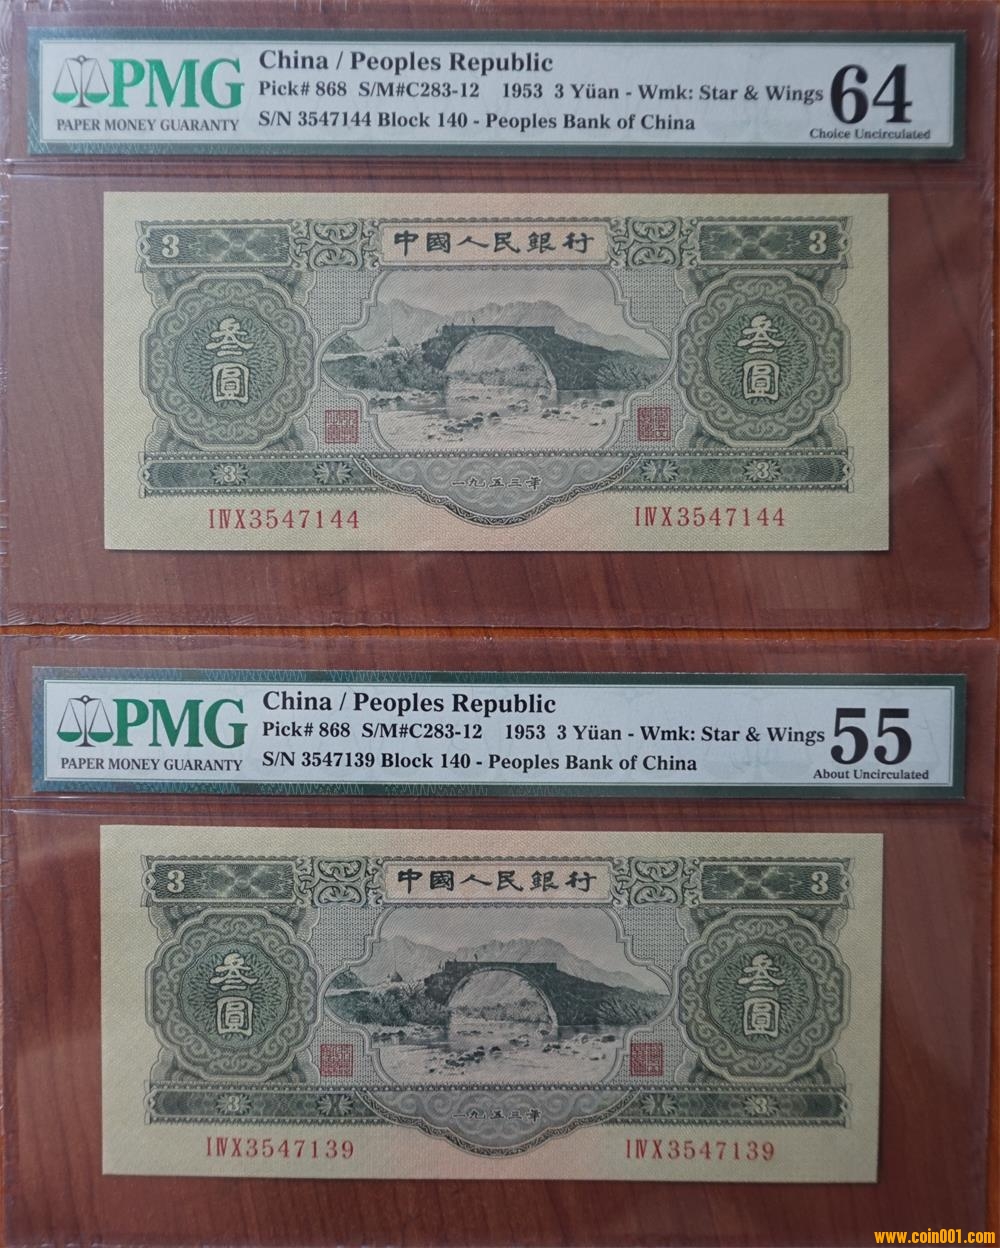 PMG
PAPER MONEY GUARANTY
China / Peoples Republic
Pick# 868 S/M#C283-12 1953 3 Yüan - Wmk: Star & Wings
S/N 3547144 Block 140 - Peoples Bank of China
64
Choice Uncirculated
3 中國人民銀行 3
叁圓 叁圓
3 一九五三年 3
IⅣX3547144 IⅣX3547144
PMG
PAPER MONEY GUARANTY
China / Peoples Republic
Pick# 868 S/M#C283-12 1953 3 Yüan - Wmk: Star & Wings
S/N 3547139 Block 140 - Peoples Bank of China
55
About Uncirculated
3 中國人民銀行 3
叁圓 叁圓
3 一九五三年 3
IⅣX3547139 IⅣX3547139
www.coin001.com